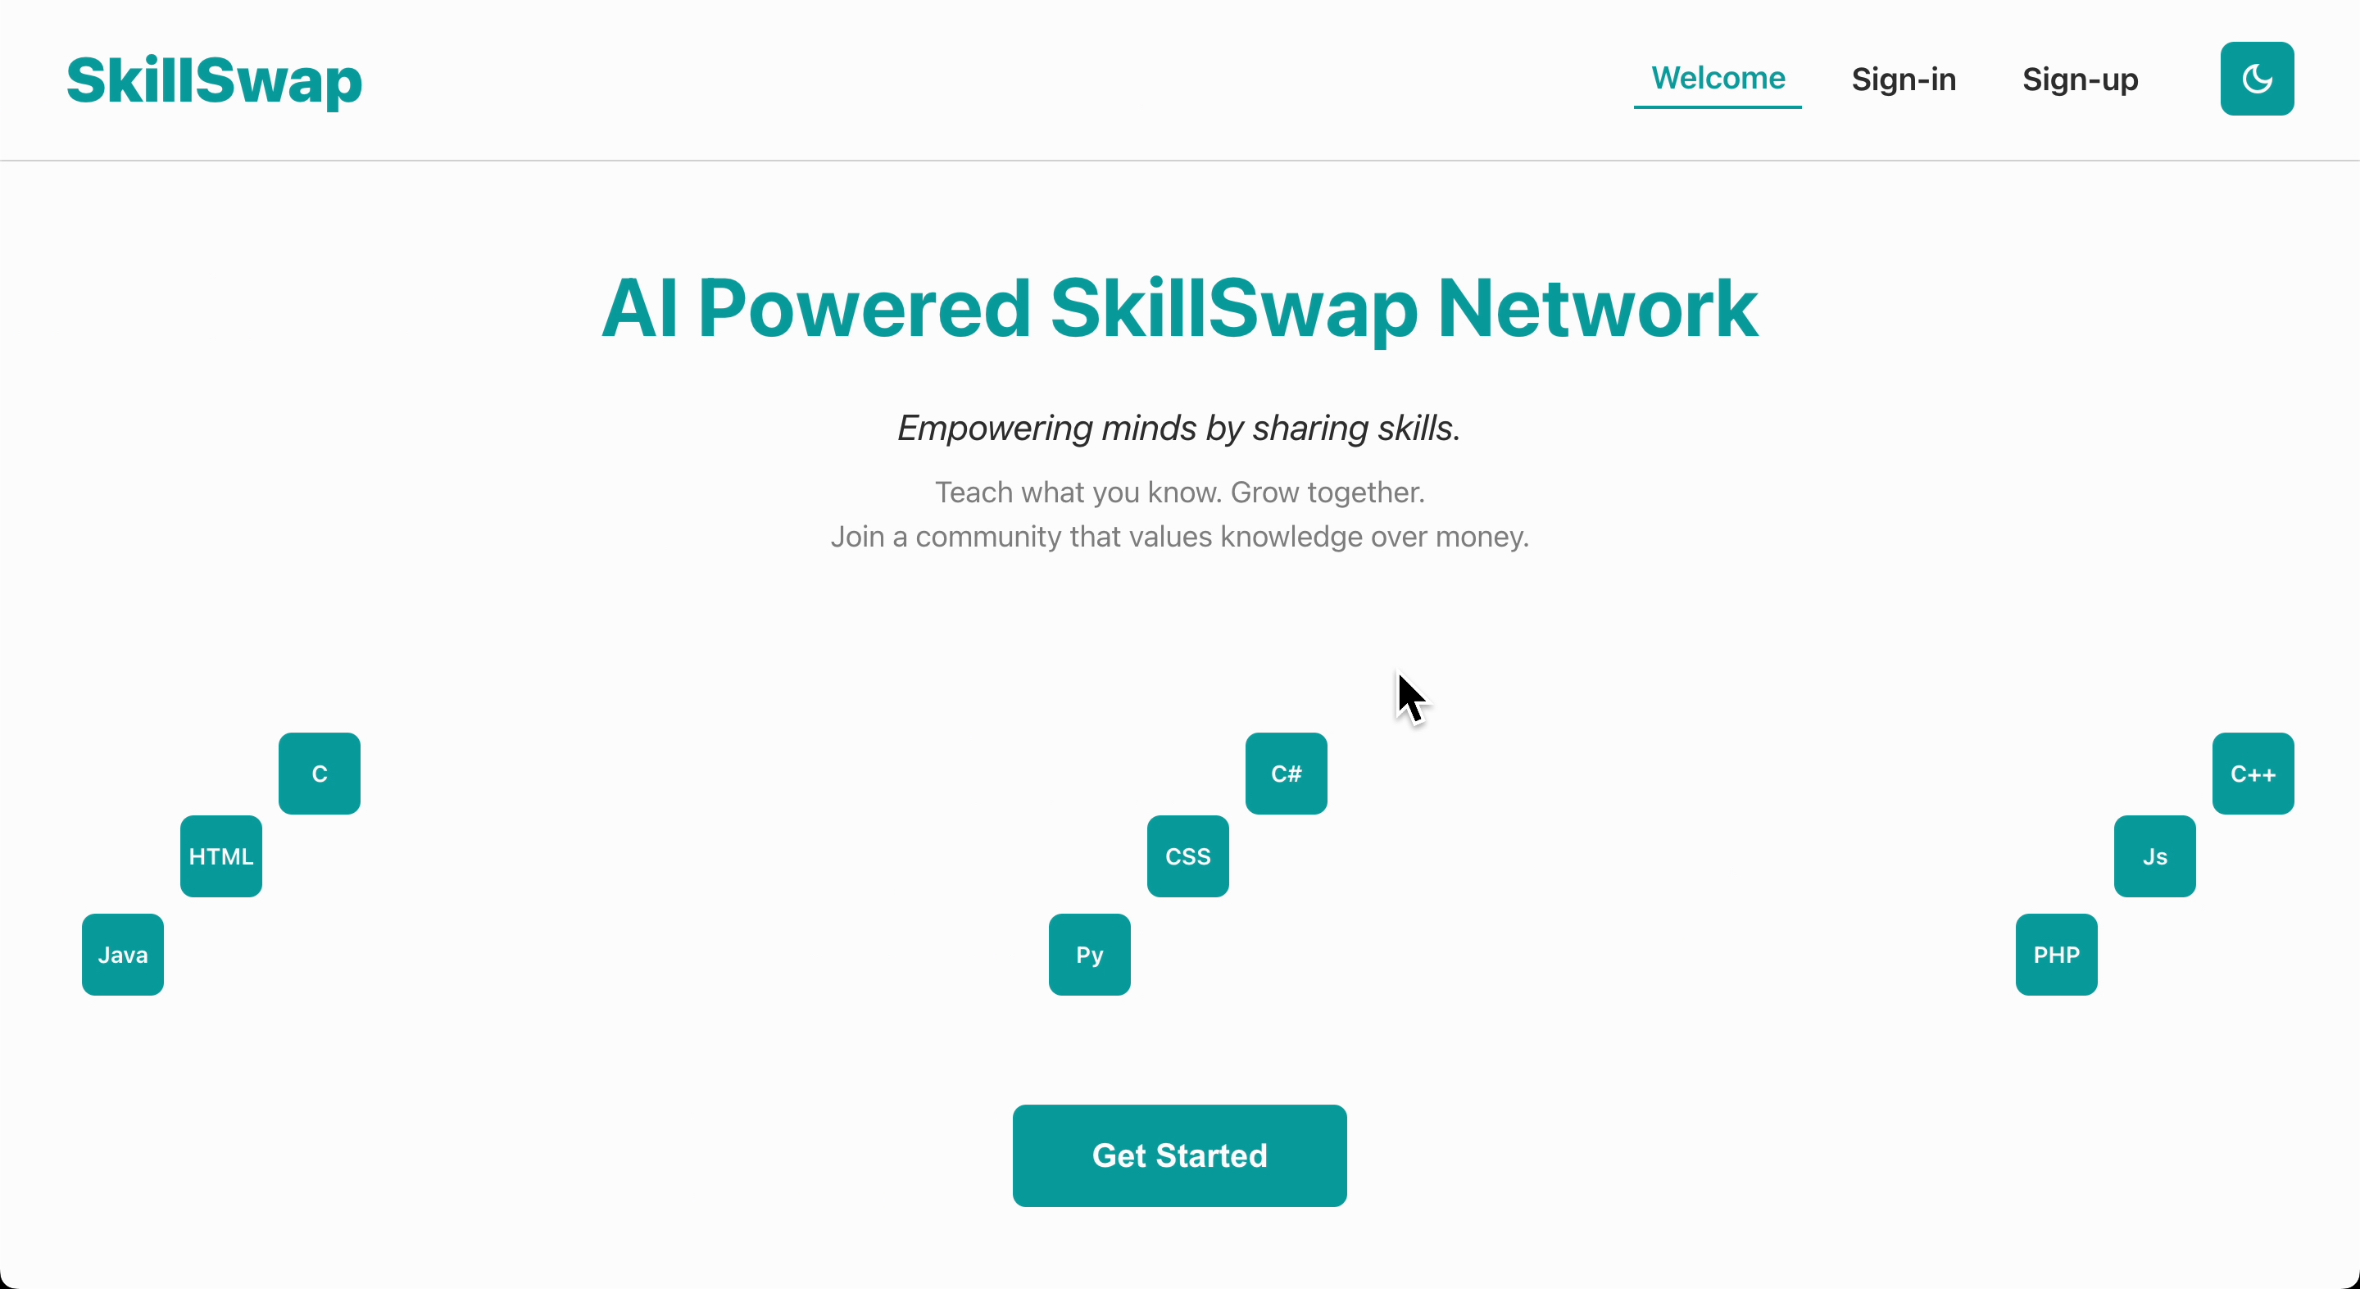 SkillSwap
Welcome
Sign-in
Sign-up
AI Powered SkillSwap Network
Empowering minds by sharing skills.
Teach what you know. Grow together.
Join a community that values knowledge over money.
C
C#
C++
HTML
CSS
Js
Java
Py
PHP
Get Started